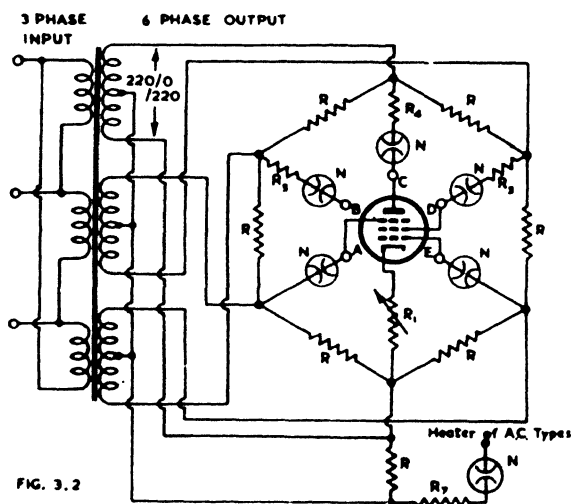 3 PHASE INPUT
6 PHASE OUTPUT
220/0
/220
R
R4
R
N
C
R3
N
B
N
D
R3
R
A
E
R
N
N
R1
R
R
Heater of A.C. Types
N
R
R7
FIG. 3.2